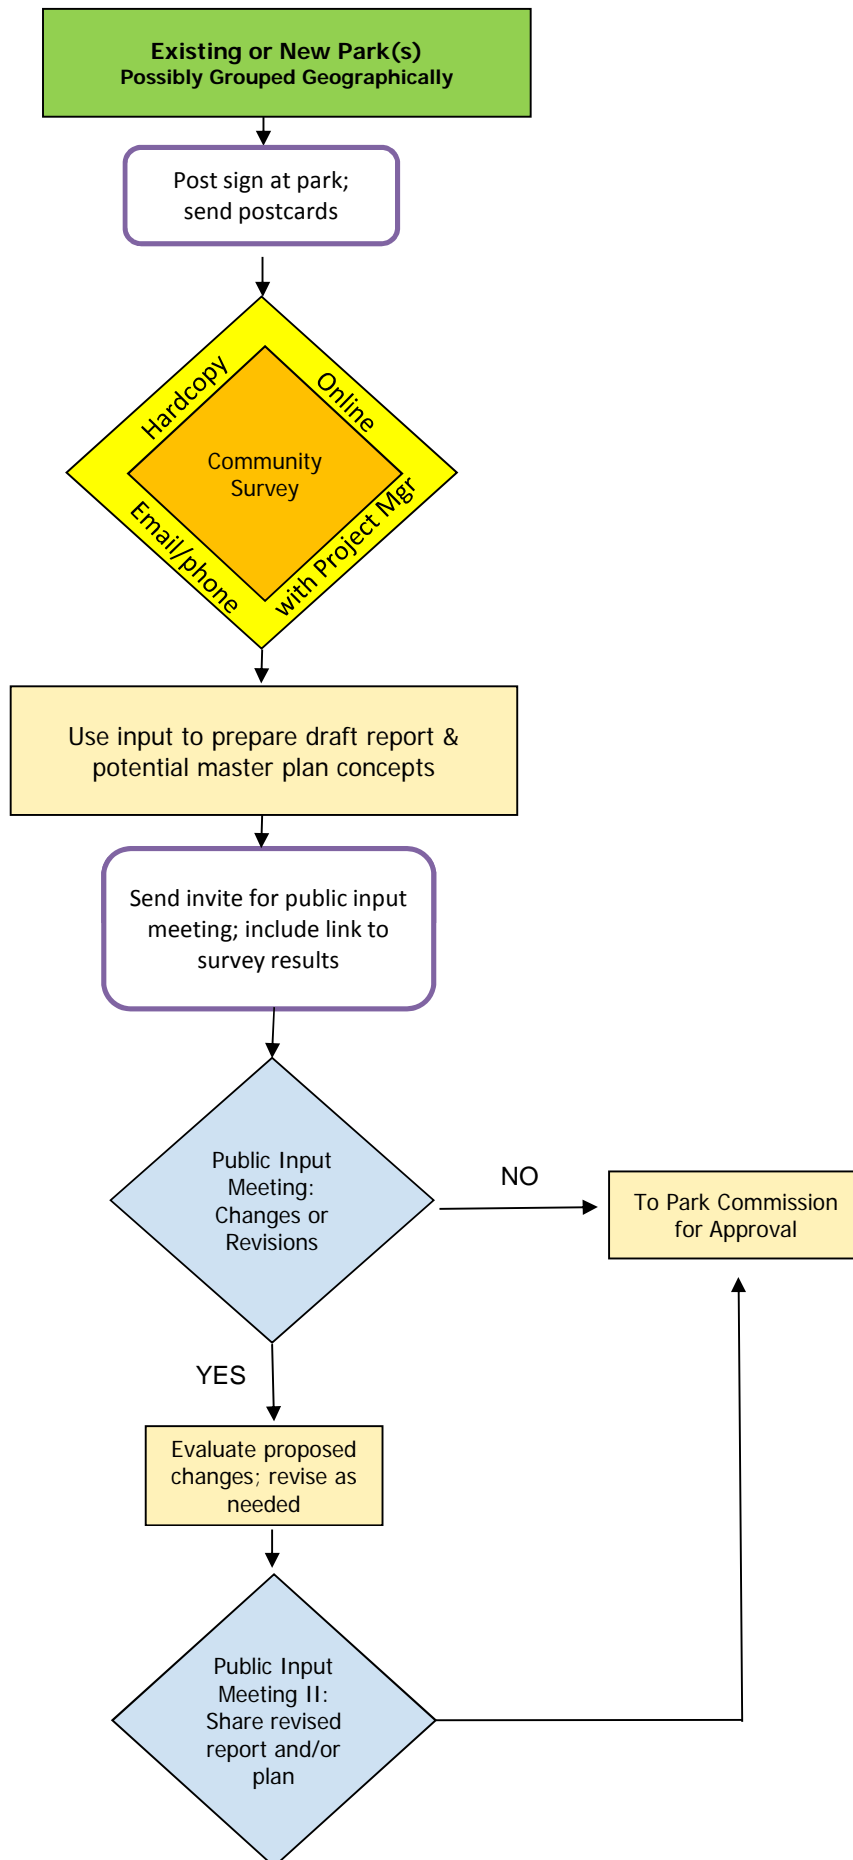 Existing or New Park(s)
Possibly Grouped Geographically
Post sign at park;
send postcards
Hardcopy
Online
Community
Survey
Email/phone
with Project Mgr
Use input to prepare draft report &
potential master plan concepts
Send invite for public input
meeting; include link to
survey results
Public Input
Meeting:
Changes or
Revisions
NO
To Park Commission
for Approval
YES
Evaluate proposed
changes; revise as
needed
Public Input
Meeting II:
Share revised
report and/or
plan